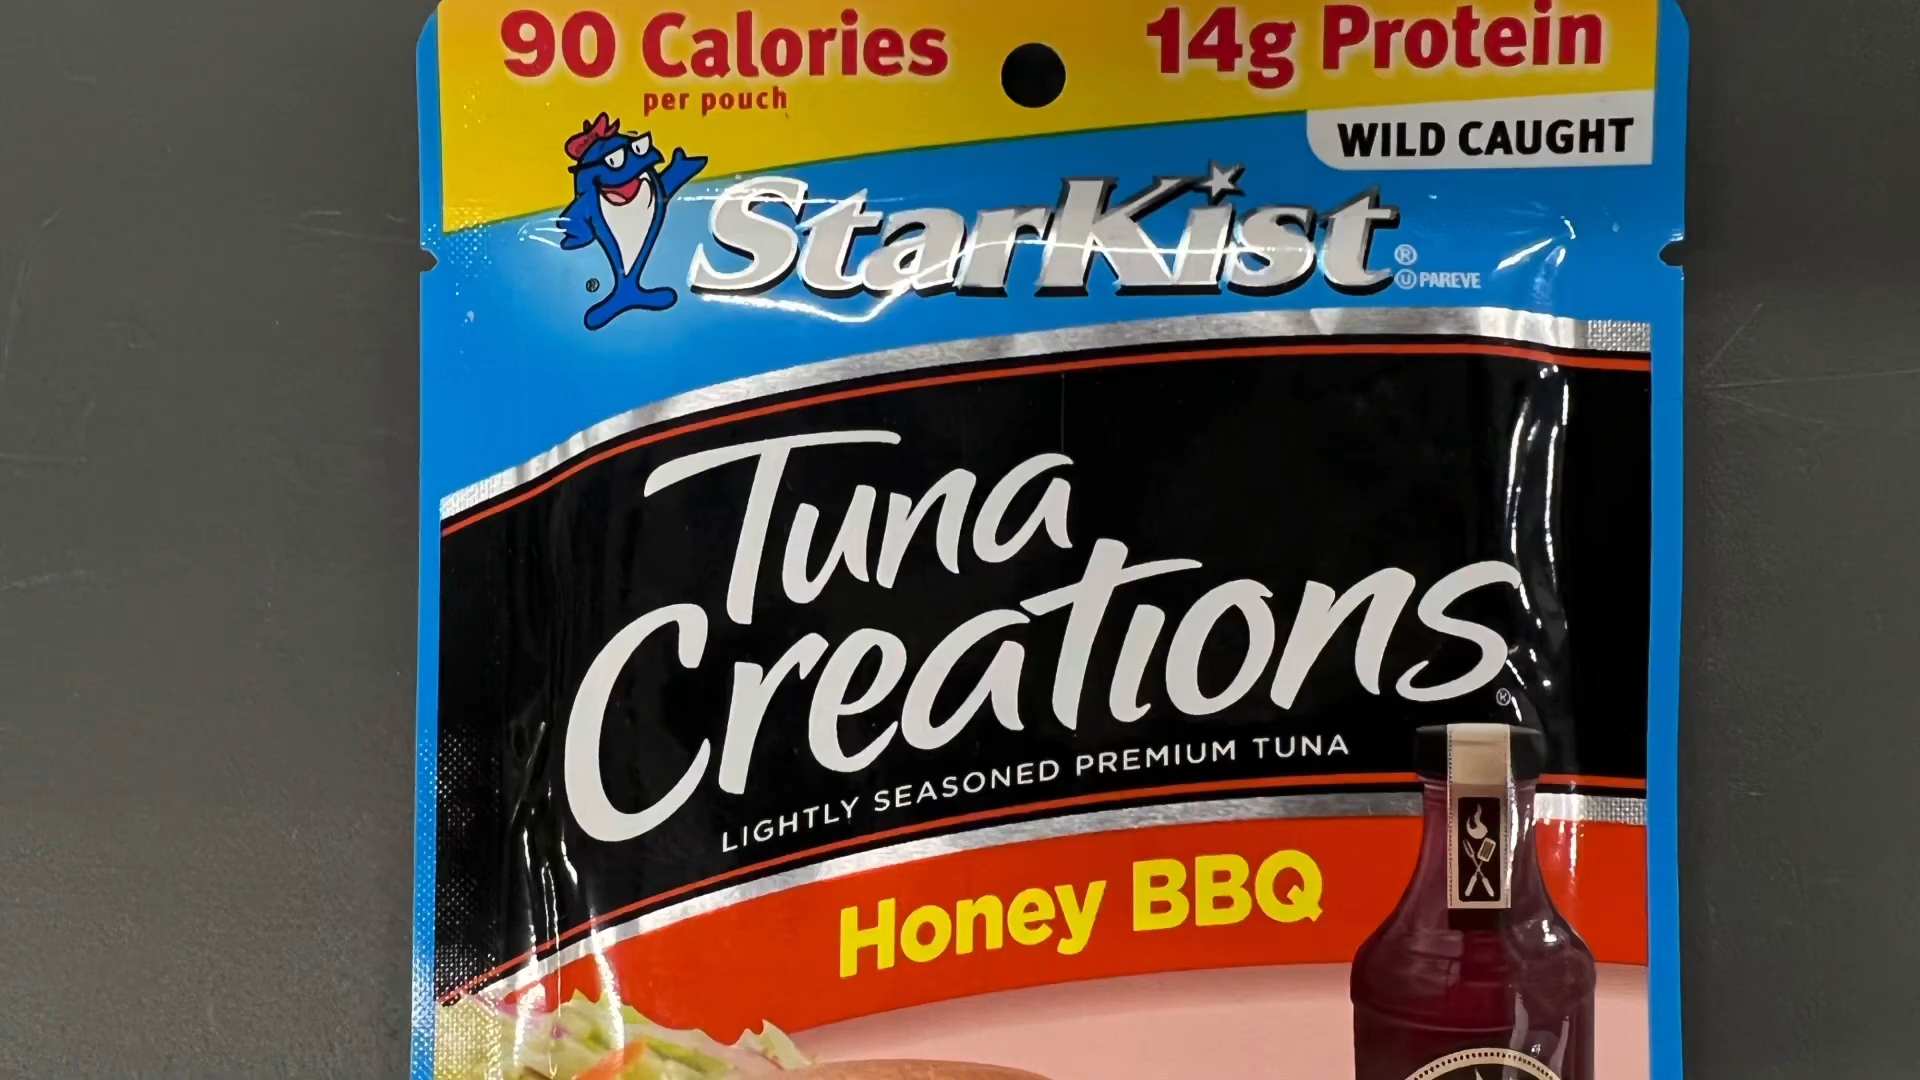 90 Calories
per pouch
14g Protein
WILD CAUGHT
StarKist®
® Ⓤ PAREVE
Tuna
Creations®
LIGHTLY SEASONED PREMIUM TUNA
Honey BBQ